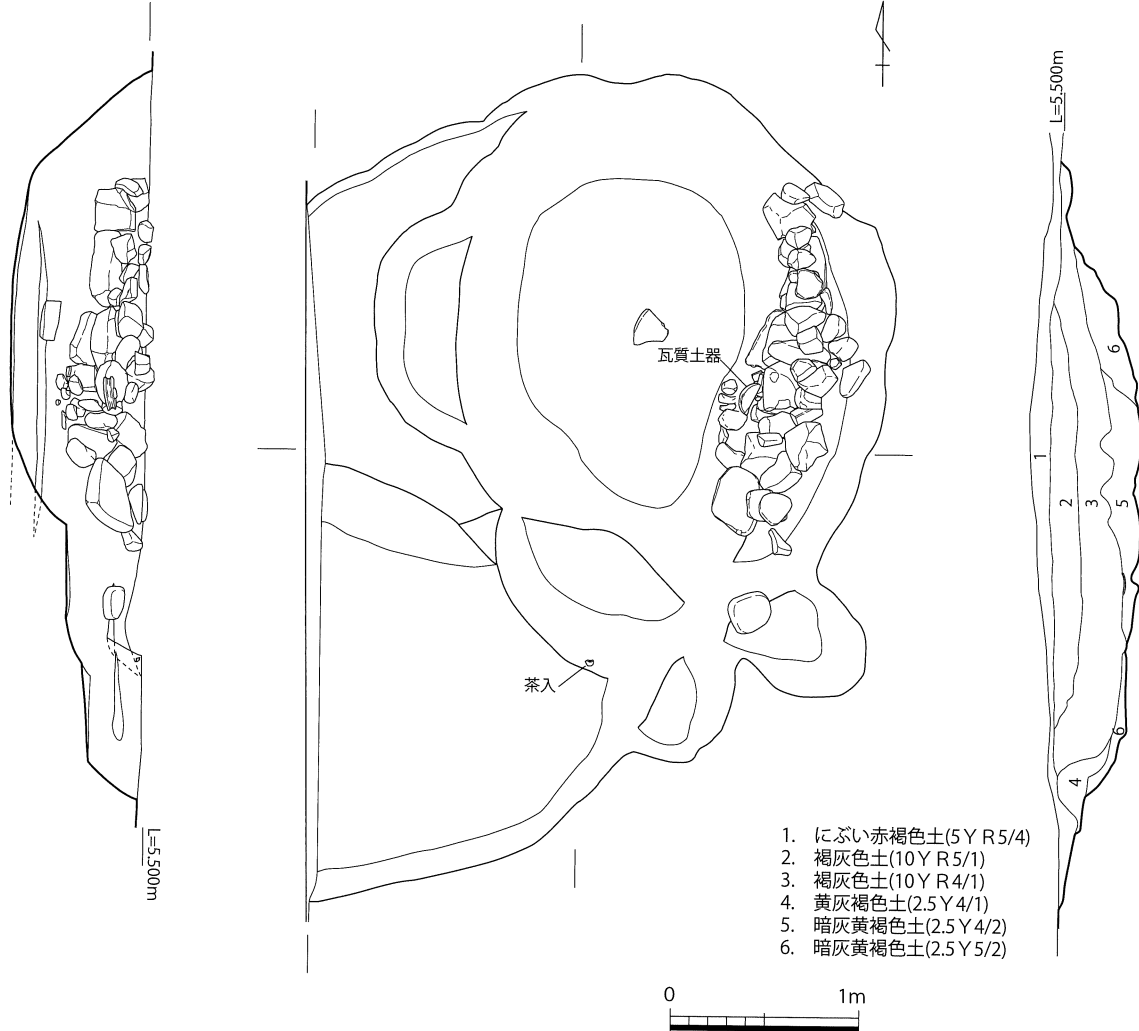 L=5.500m
瓦質土器
1
2
3
5
6
6
4
茶入
L=5.500m
1. にぶい赤褐色土(5ＹＲ5/4)
2. 褐灰色土(10ＹＲ5/1)
3. 褐灰色土(10ＹＲ4/1)
4. 黄灰褐色土(2.5Ｙ4/1)
5. 暗灰黄褐色土(2.5Ｙ4/2)
6. 暗灰黄褐色土(2.5Ｙ5/2)
0 1m